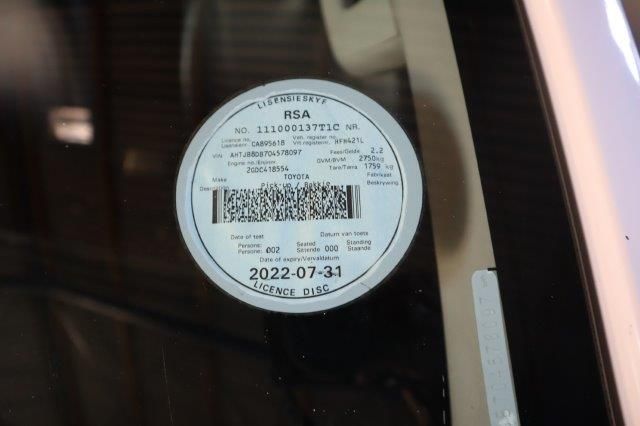 LISENSIESKYF
RSA
NO. 111000137T1C NR.
Licence no. CA895618 Veh. register no. HFH421L
Lisensienr. Vrt.registernr.
VIN AHTJB8DB704578097 Fees/Gelde 2.2
Engine no./Enjinnr. GVM/BVM 2750kg
2GDC418554 Tare/Tarra 1759 kg
Make TOYOTA Fabrikaat
Description Pick-up / Bakkie Beskrywing
Date of test Datum van toets
Persons: 002 Seated 000 Standing
Persone: Sittende Staande
Date of expiry/Vervaldatum
2022-07-31
LICENCE DISC